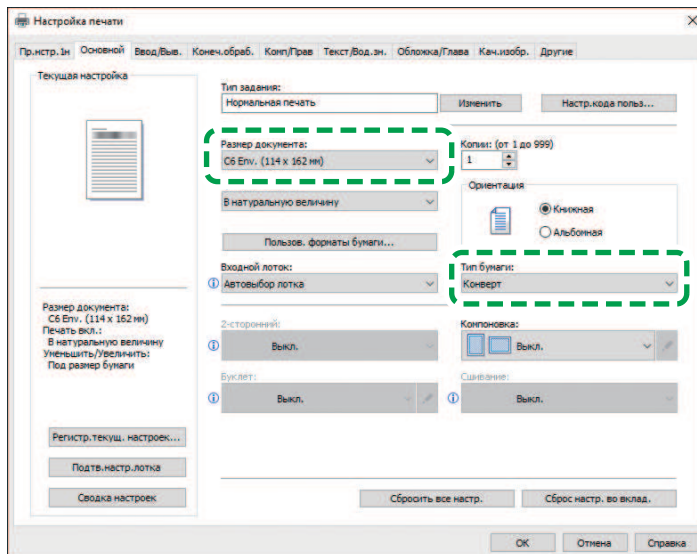 Настройка печати
Пр.нстр.1н Основной Ввод/Выв. Конеч.обраб. Комп/Прав Текст/Вод.зн. Обложка/Глава Кач.изобр. Другие
Текущая настройка
Тип задания:
Нормальная печать
Изменить
Настр.кода польз...
Размер документа:
C6 Env. (114 x 162 мм)
Копии: (от 1 до 999)
1
В натуральную величину
Ориентация
Книжная
Альбомная
Пользов. форматы бумаги...
Входной лоток:
Автовыбор лотка
Тип бумаги:
Конверт
Размер документа:
C6 Env. (114 x 162 мм)
Печать вкл.:
В натуральную величину
Уменьшить/Увеличить:
Под размер бумаги
2-сторонний:
Выкл.
Компоновка:
Выкл.
Буклет:
Выкл.
Сшивание:
Выкл.
Регистр.текущ. настроек...
Подтв.настр.лотка
Сводка настроек
Сбросить все настр.
Сброс настр. во вклад.
OK
Отмена
Справка